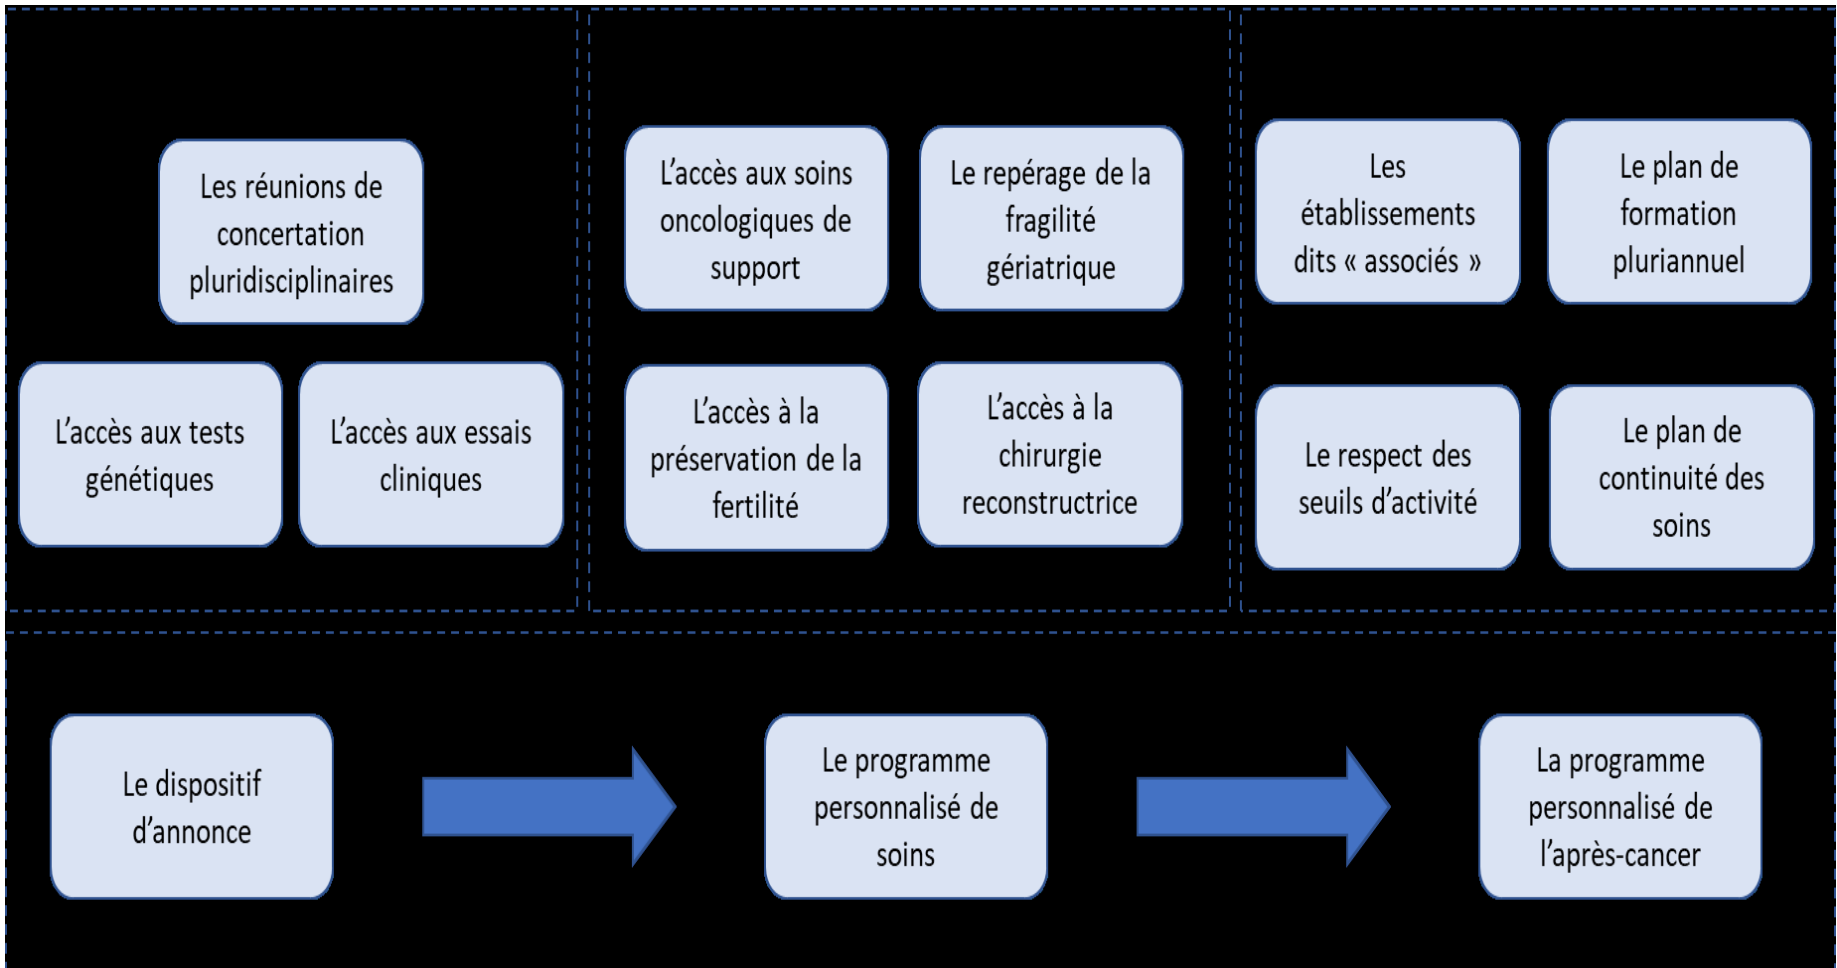 Les réunions de
concertation
pluridisciplinaires
L'accès aux tests
génétiques
L'accès aux essais
cliniques
L'accès aux soins
oncologiques de
support
Le repérage de la
fragilité
gériatrique
L'accès à la
préservation de la
fertilité
L'accès à la
chirurgie
reconstructrice
Les
établissements
dits « associés »
Le plan de
formation
pluriannuel
Le respect des
seuils d'activité
Le plan de
continuité des
soins
Le dispositif
d'annonce
Le programme
personnalisé de
soins
La programme
personnalisé de
l'après-cancer